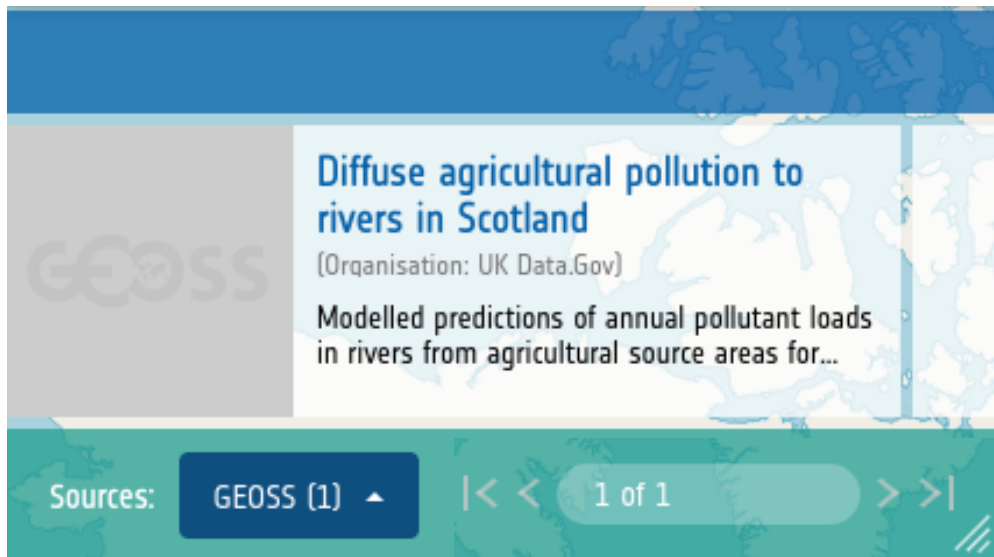 GEOSS
Diffuse agricultural pollution to
rivers in Scotland
(Organisation: UK Data.Gov)
Modelled predictions of annual pollutant loads
in rivers from agricultural source areas for...
Sources:
GEOSS (1)
|< < 1 of 1 > >|